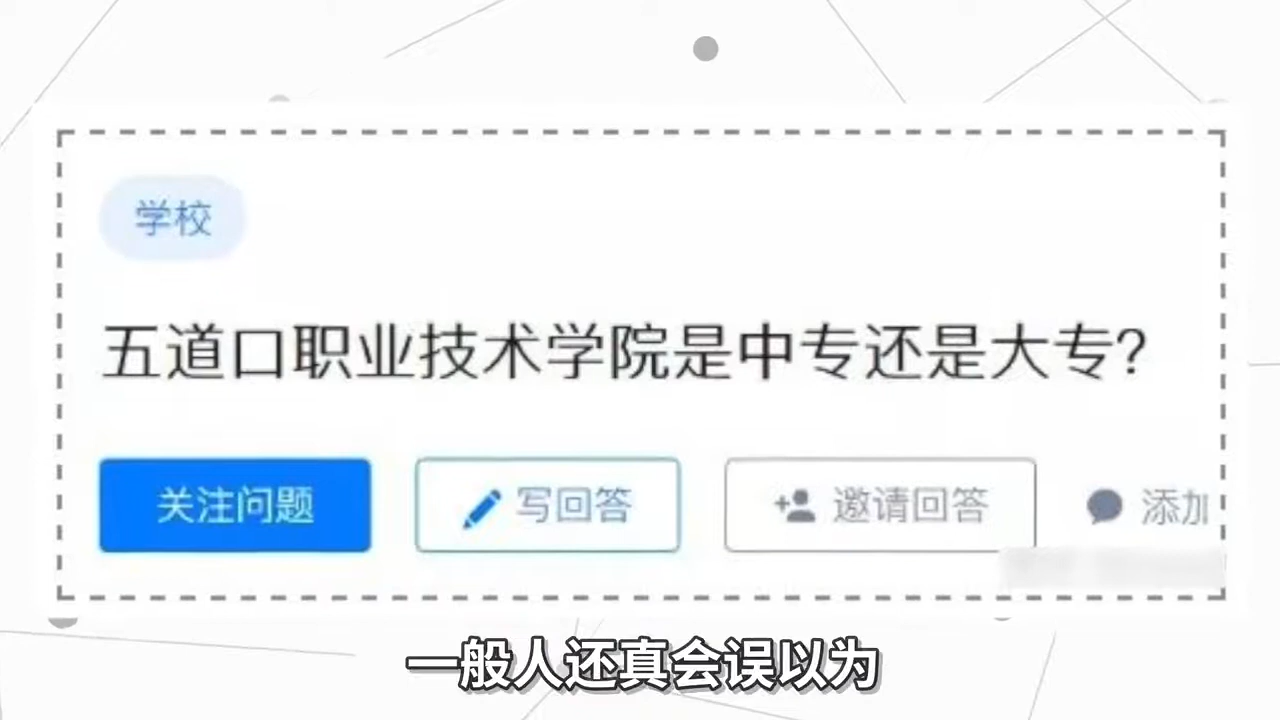 学校
五道口职业技术学院是中专还是大专?
关注问题 写回答 邀请回答 添加
一般人还真会误以为